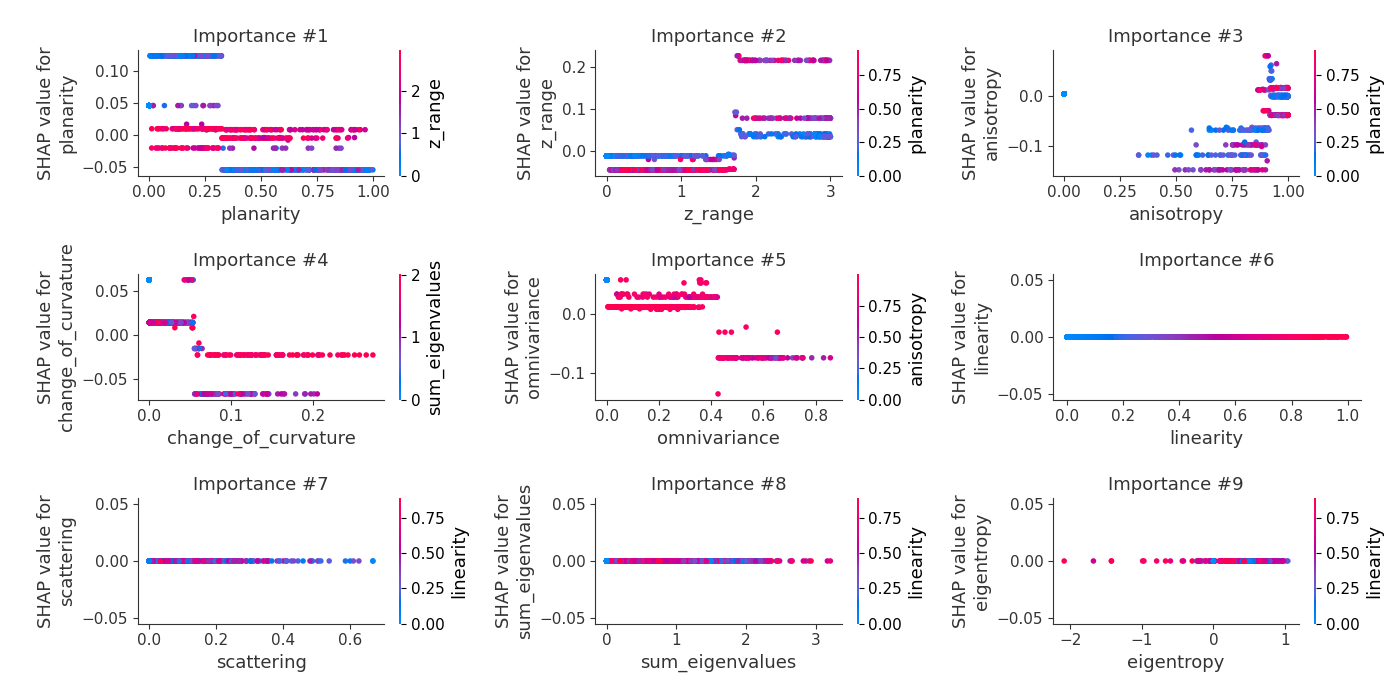 Importance #1
SHAP value for
planarity
0.10
0.05
0.00
−0.05
0.00
0.25
0.50
0.75
1.00
planarity
2
1
0
z_range
Importance #2
SHAP value for
z_range
0.2
0.1
0.0
0
1
2
3
z_range
0.75
0.50
0.25
0.00
planarity
Importance #3
SHAP value for
anisotropy
0.0
−0.1
0.00
0.25
0.50
0.75
1.00
anisotropy
0.75
0.50
0.25
0.00
planarity
Importance #4
SHAP value for
change_of_curvature
0.05
0.00
−0.05
0.0
0.1
0.2
change_of_curvature
2
1
0
sum_eigenvalues
Importance #5
SHAP value for
omnivariance
0.0
−0.1
0.0
0.2
0.4
0.6
0.8
omnivariance
0.75
0.50
0.25
0.00
anisotropy
Importance #6
SHAP value for
linearity
0.05
0.00
−0.05
0.0
0.2
0.4
0.6
0.8
1.0
linearity
Importance #7
SHAP value for
scattering
0.05
0.00
−0.05
0.0
0.2
0.4
0.6
scattering
0.75
0.50
0.25
0.00
linearity
Importance #8
SHAP value for
sum_eigenvalues
0.05
0.00
−0.05
0
1
2
3
sum_eigenvalues
0.75
0.50
0.25
0.00
linearity
Importance #9
SHAP value for
eigentropy
0.05
0.00
−0.05
−2
−1
0
1
eigentropy
0.75
0.50
0.25
0.00
linearity